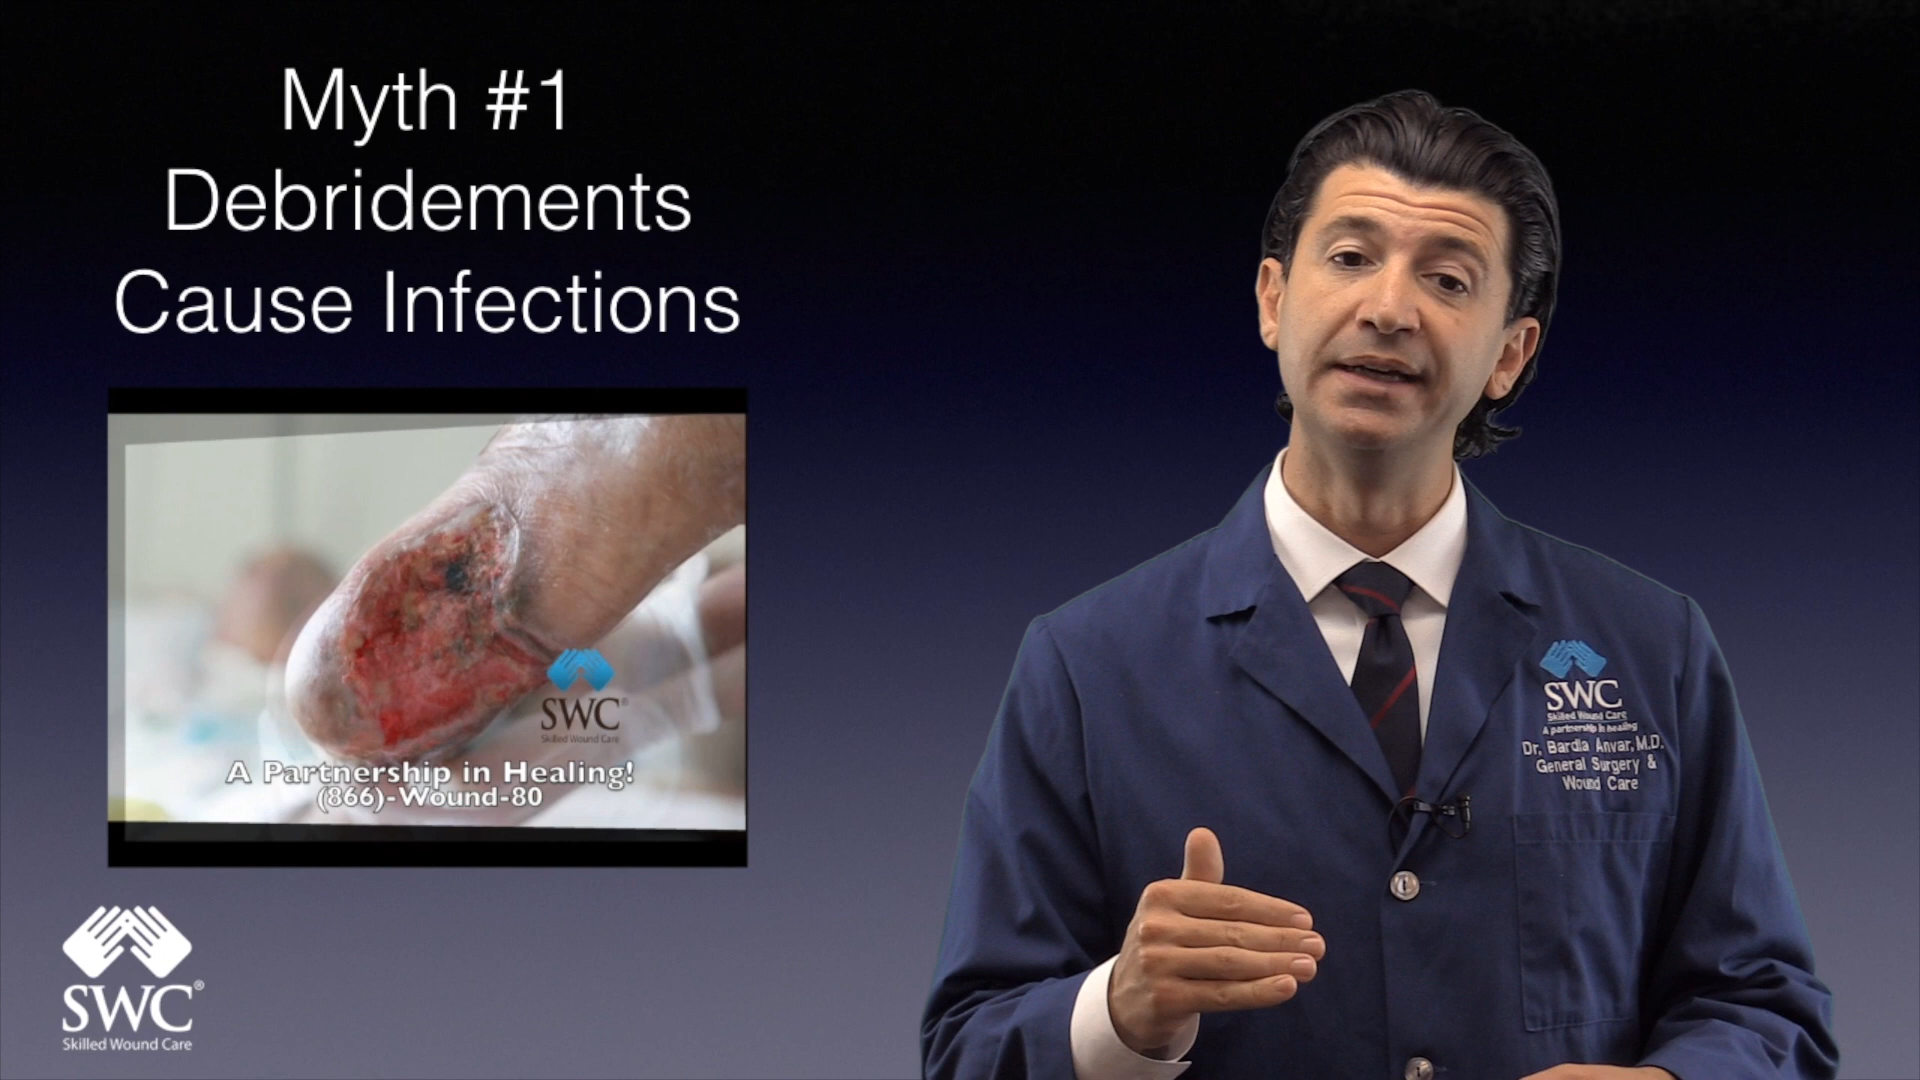 Myth #1
Debridements
Cause Infections
SWC®
Skilled Wound Care
A Partnership in Healing!
(866)-Wound-80
SWC®
Skilled Wound Care
SWC
Skilled Wound Care
A partnership in healing
Dr, Bardia Anvar, M.D.
General Surgery &
Wound Care